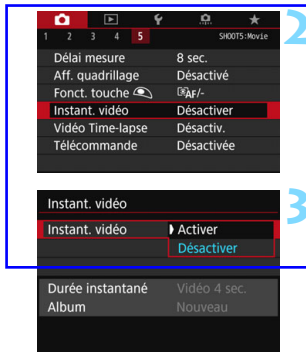 2
1 2 3 4 5 SHOOT5:Movie
Délai mesure 8 sec.
Aff. quadrillage Désactivé
Fonct. touche AF/-
Instant. vidéo Désactiver
Vidéo Time-lapse Désactiv.
Télécommande Désactivée
3
Instant. vidéo
Instant. vidéo Activer
Désactiver
Durée instantané Vidéo 4 sec.
Album Nouveau